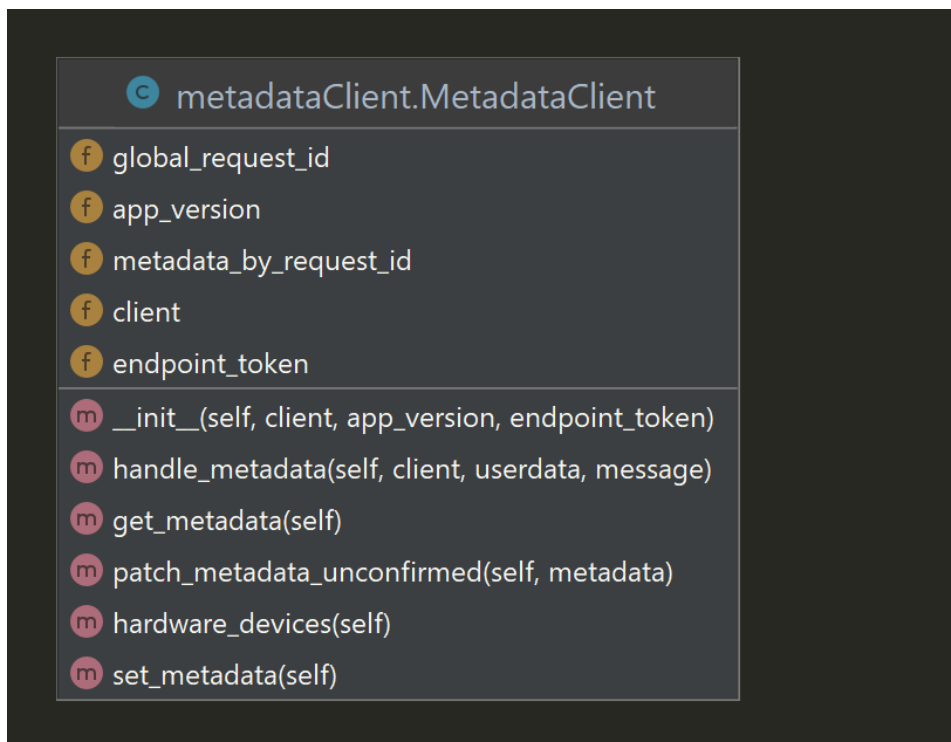 C metadataClient.MetadataClient
f global_request_id
f app_version
f metadata_by_request_id
f client
f endpoint_token
m __init__(self, client, app_version, endpoint_token)
m handle_metadata(self, client, userdata, message)
m get_metadata(self)
m patch_metadata_unconfirmed(self, metadata)
m hardware_devices(self)
m set_metadata(self)